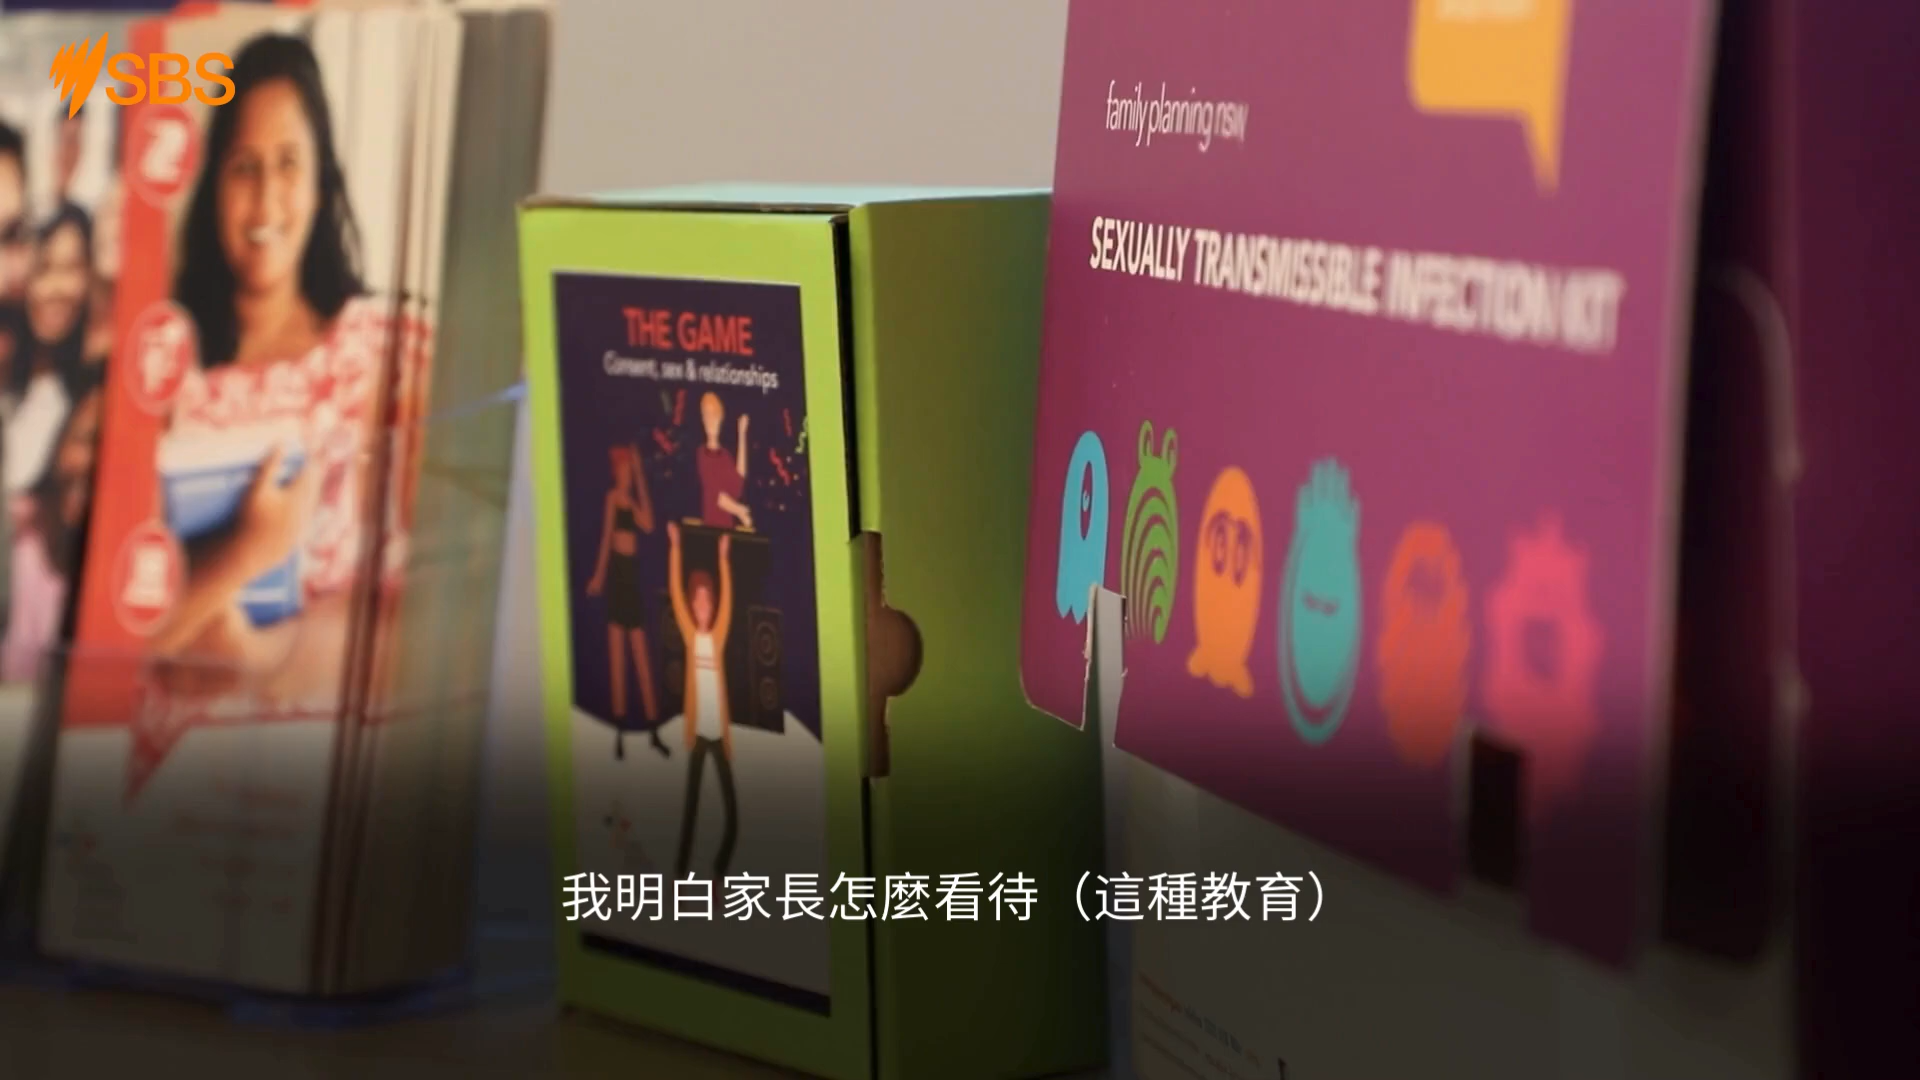 SBS
family planning nsw
SEXUALLY TRANSMISSIBLE INFECTION KIT
THE GAME
Consent, sex & relationships
我明白家長怎麼看待（這種教育）